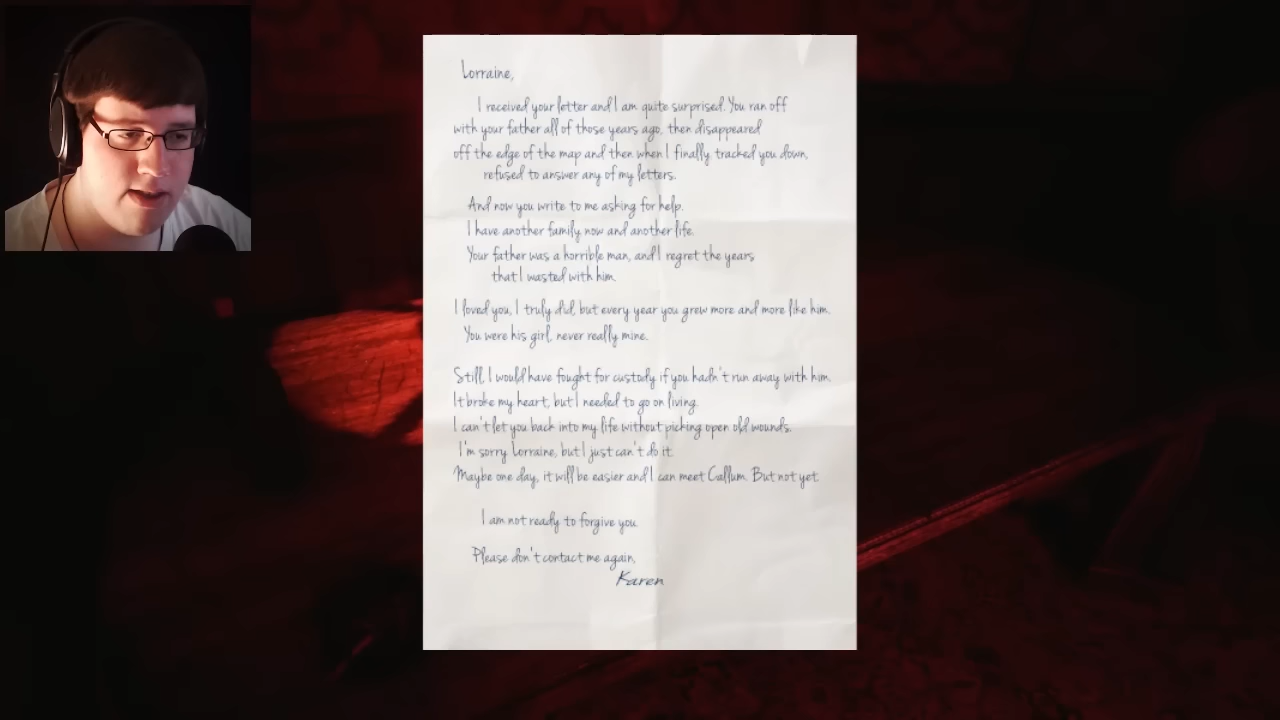 Lorraine,
I received your letter and I am quite surprised. You ran off
with your father all of those years ago, then disappeared
off the edge of the map and then when I finally tracked you down,
refused to answer any of my letters.
And now you write to me asking for help.
I have another family now and another life.
Your father was a horrible man, and I regret the years
that I wasted with him.
I loved you, I truly did, but every year you grew more and more like him.
You were his girl, never really mine.
Still, I would have fought for custody if you hadn't run away with him.
It broke my heart, but I needed to go on living.
I can't let you back into my life without picking open old wounds.
I'm sorry Lorraine, but I just can't do it.
Maybe one day, it will be easier and I can meet Callum. But not yet.
I am not ready to forgive you.
Please don't contact me again,
Karen